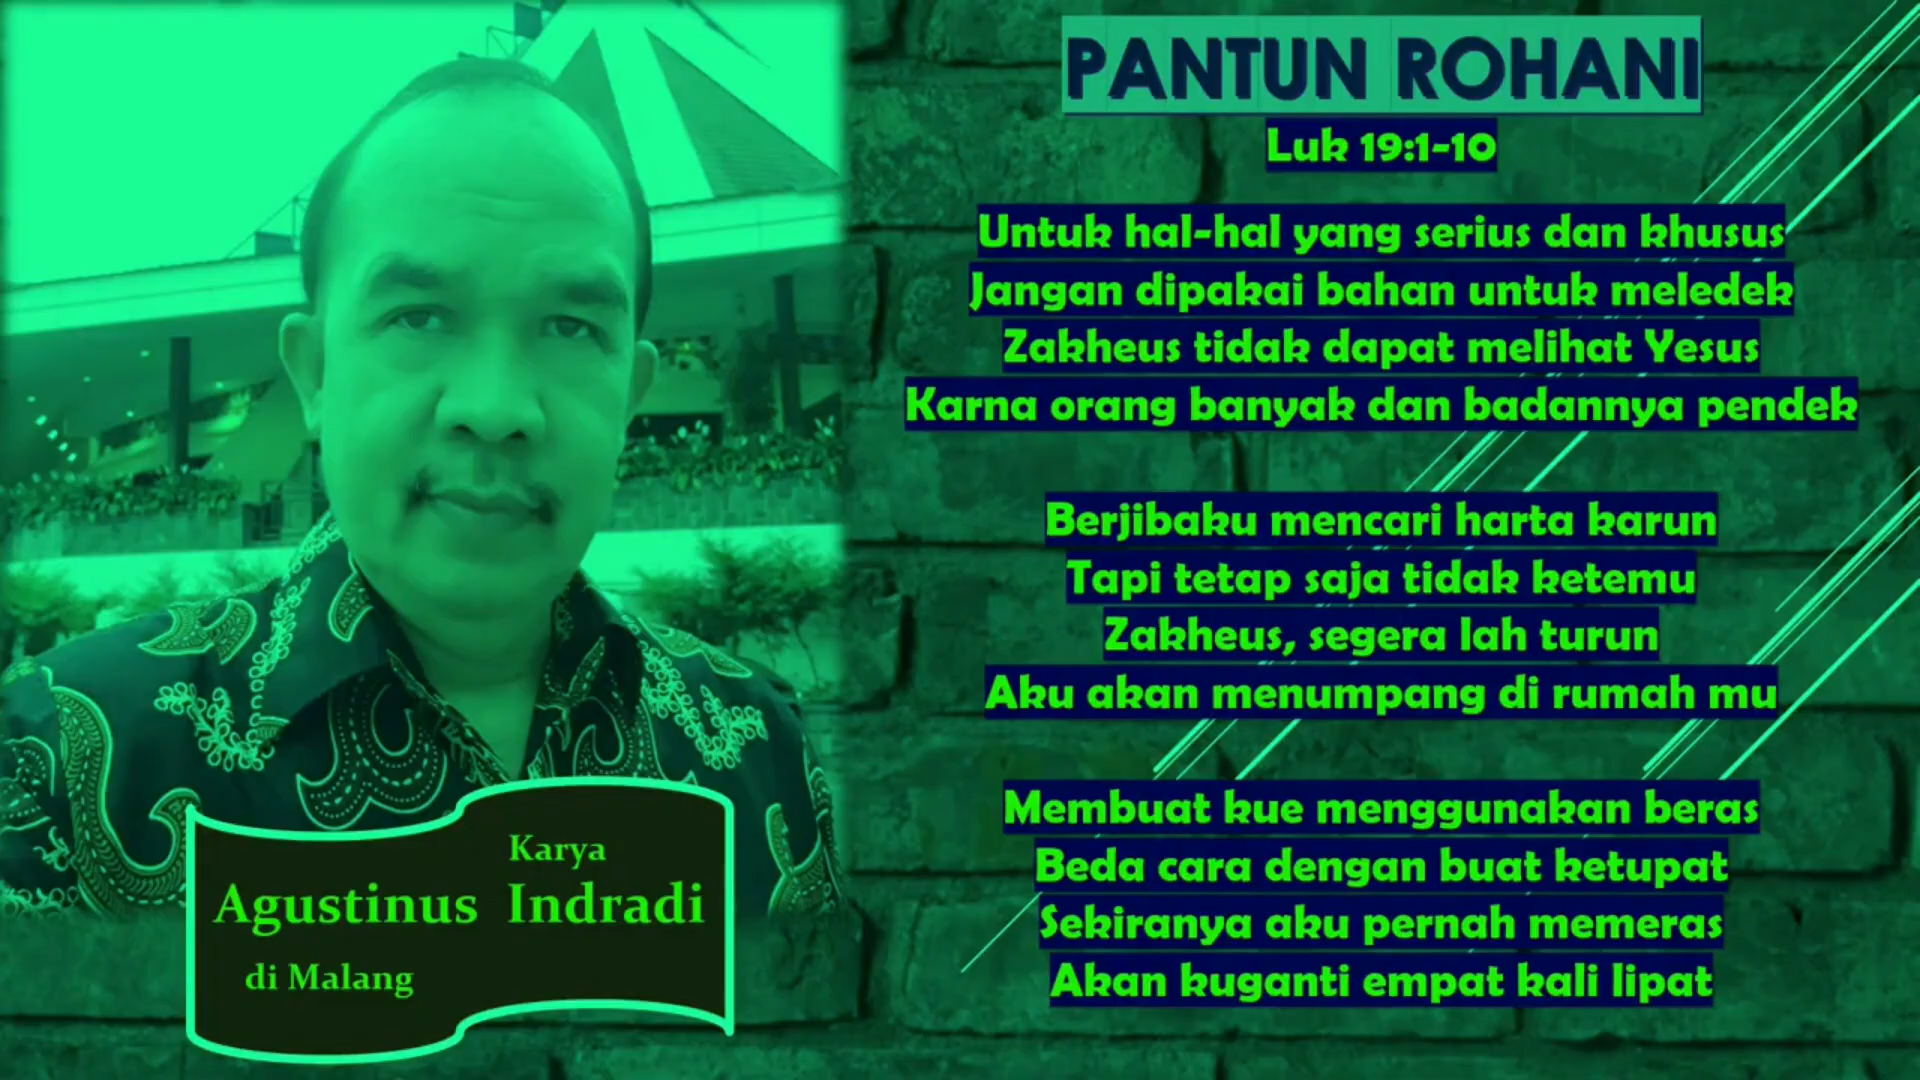 PANTUN ROHANI
Luk 19:1-10
Untuk hal-hal yang serius dan khusus
Jangan dipakai bahan untuk meledek
Zakheus tidak dapat melihat Yesus
Karna orang banyak dan badannya pendek
Berjibaku mencari harta karun
Tapi tetap saja tidak ketemu
Zakheus, segera lah turun
Aku akan menumpang di rumah mu
Membuat kue menggunakan beras
Beda cara dengan buat ketupat
Sekiranya aku pernah memeras
Akan kuganti empat kali lipat
Karya
Agustinus Indradi
di Malang